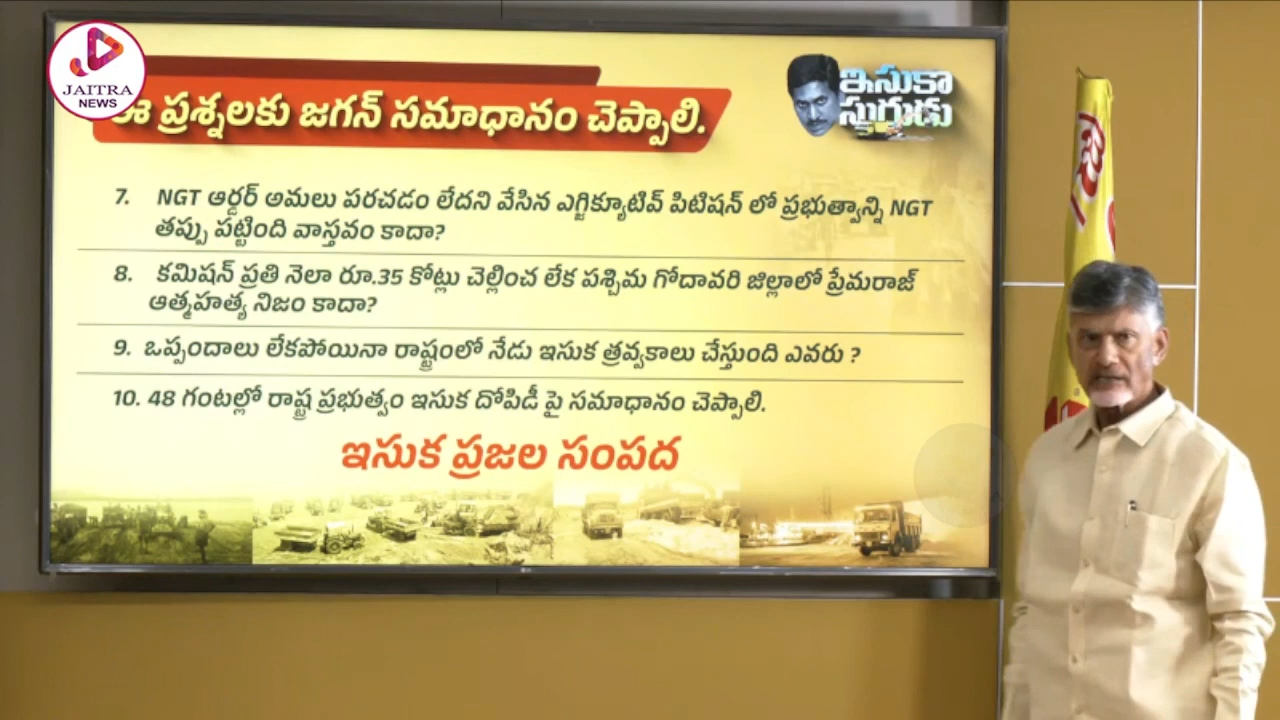 JAITRA
NEWS
ఈ ప్రశ్నలకు జగన్ సమాధానం చెప్పాలి.
ఇసుకా
సురుడు
7. NGT ఆర్డర్ అమలు పరచడం లేదని వేసిన ఎగ్జిక్యూటివ్ పిటిషన్ లో ప్రభుత్వాన్ని NGT
తప్పు పట్టింది వాస్తవం కాదా?
8. కమిషన్ ప్రతి నెలా రూ.35 కోట్లు చెల్లించ లేక పశ్చిమ గోదావరి జిల్లాలో ప్రేమరాజ్
ఆత్మహత్య నిజం కాదా?
9. ఒప్పందాలు లేకపోయినా రాష్ట్రంలో నేడు ఇసుక త్రవ్వకాలు చేస్తుంది ఎవరు ?
10. 48 గంటల్లో రాష్ట్ర ప్రభుత్వం ఇసుక దోపిడీ పై సమాధానం చెప్పాలి.
ఇసుక ప్రజల సంపద